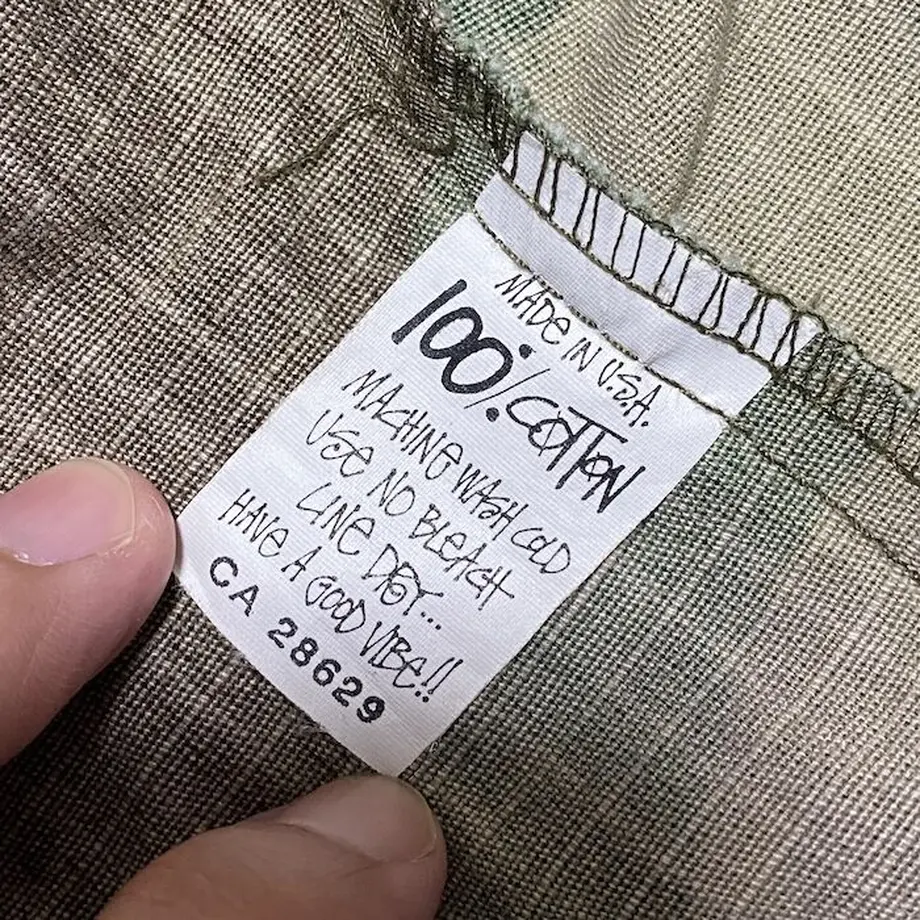 MADE IN U.S.A.
100% COTTON
MACHINE WASH COLD
USE NO BLEACH
LINE DRY...
HAVE A GOOD VIBE!!
CA 28629